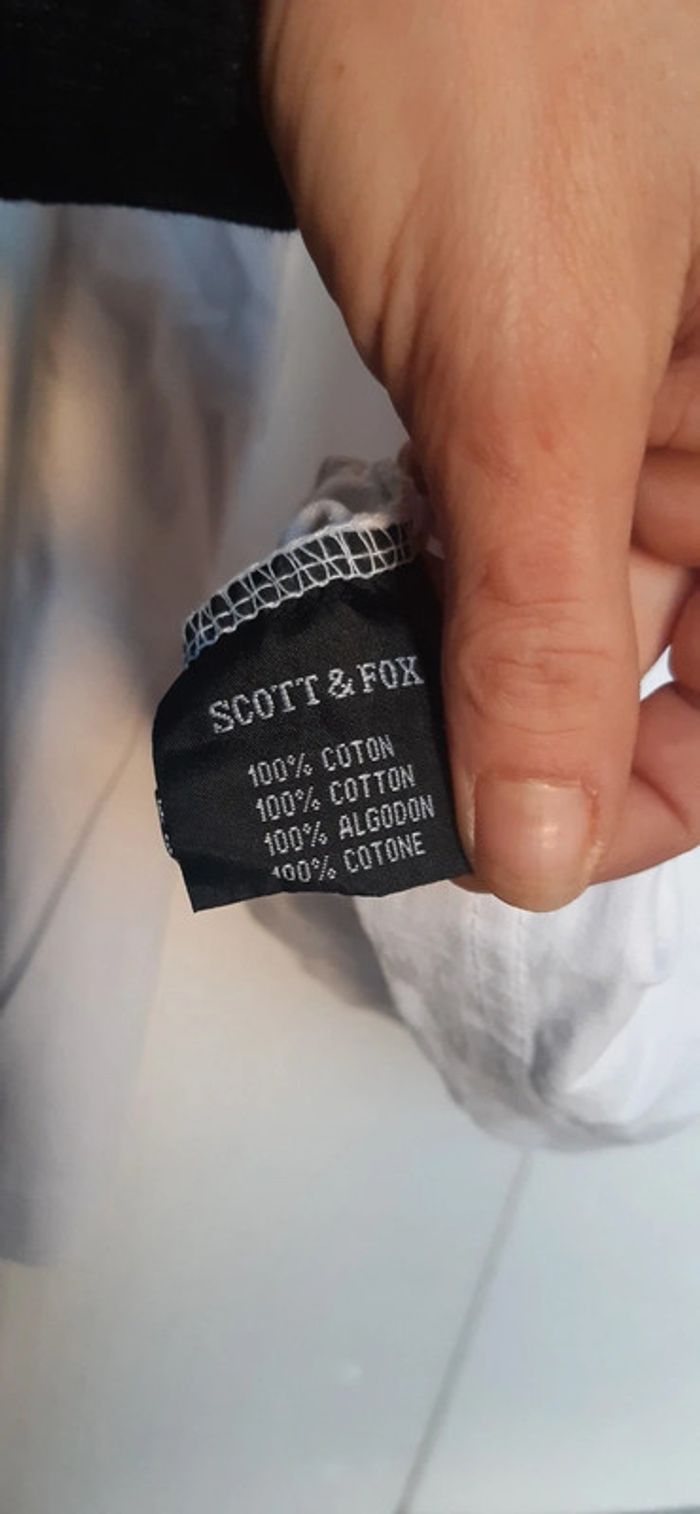 SCOTT & FOX
100% COTON
100% COTTON
100% ALGODON
100% COTONE